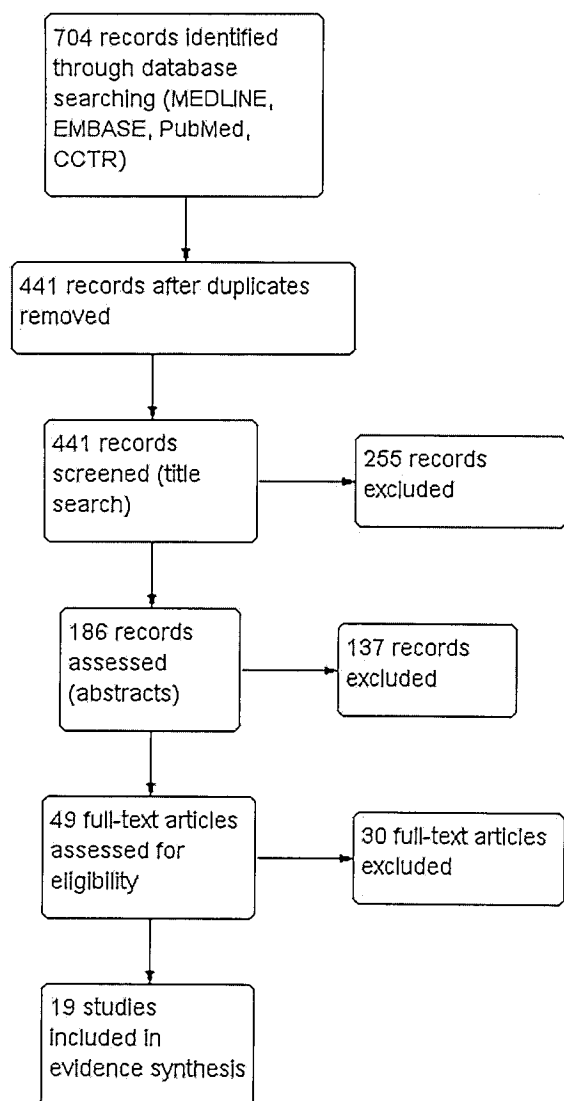 704 records identified
through database
searching (MEDLINE,
EMBASE, PubMed,
CCTR)
441 records after duplicates
removed
441 records
screened (title
search)
255 records
excluded
186 records
assessed
(abstracts)
137 records
excluded
49 full-text articles
assessed for
eligibility
30 full-text articles
excluded
19 studies
included in
evidence synthesis